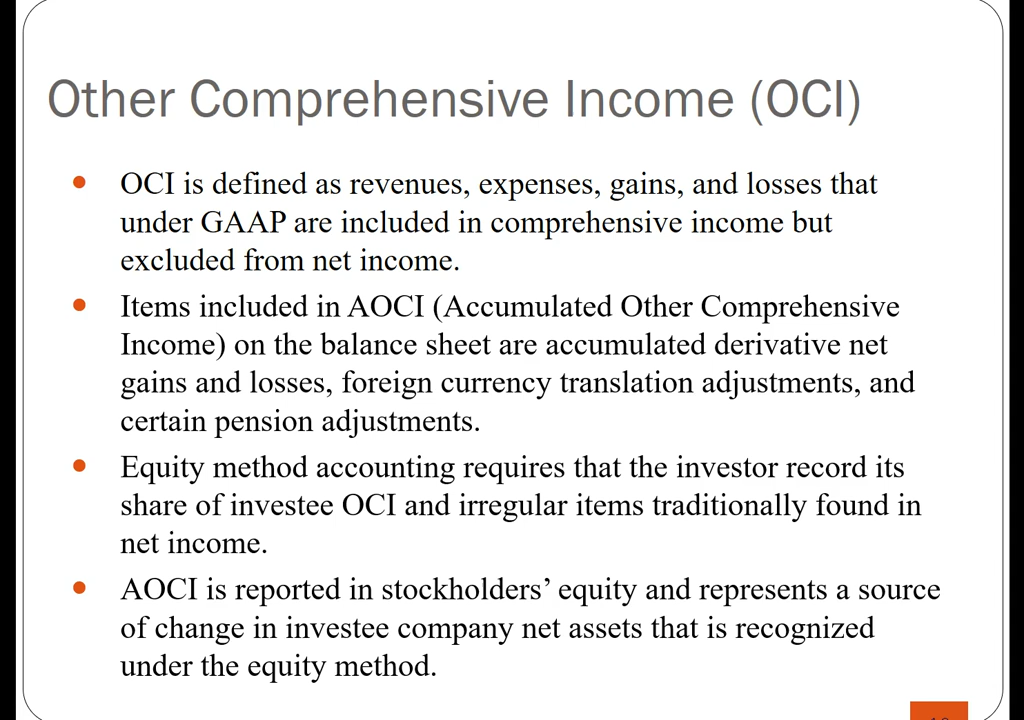 Other Comprehensive Income (OCI)
• OCI is defined as revenues, expenses, gains, and losses that
under GAAP are included in comprehensive income but
excluded from net income.
• Items included in AOCI (Accumulated Other Comprehensive
Income) on the balance sheet are accumulated derivative net
gains and losses, foreign currency translation adjustments, and
certain pension adjustments.
• Equity method accounting requires that the investor record its
share of investee OCI and irregular items traditionally found in
net income.
• AOCI is reported in stockholders’ equity and represents a source
of change in investee company net assets that is recognized
under the equity method.